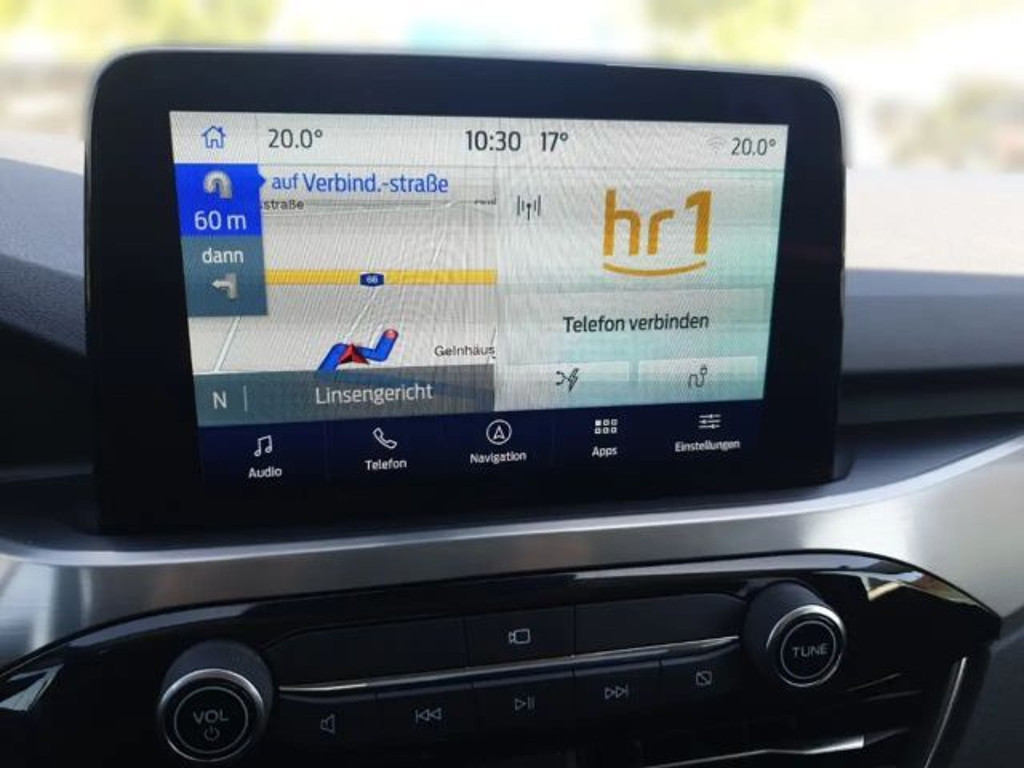 20.0° 10:30 17° 20.0°
auf Verbind.-straße
straße
60 m
dann
66
Gelnhäus
N Linsengericht
hr1
Telefon verbinden
Audio Telefon Navigation Apps Einstellungen
VOL
TUNE